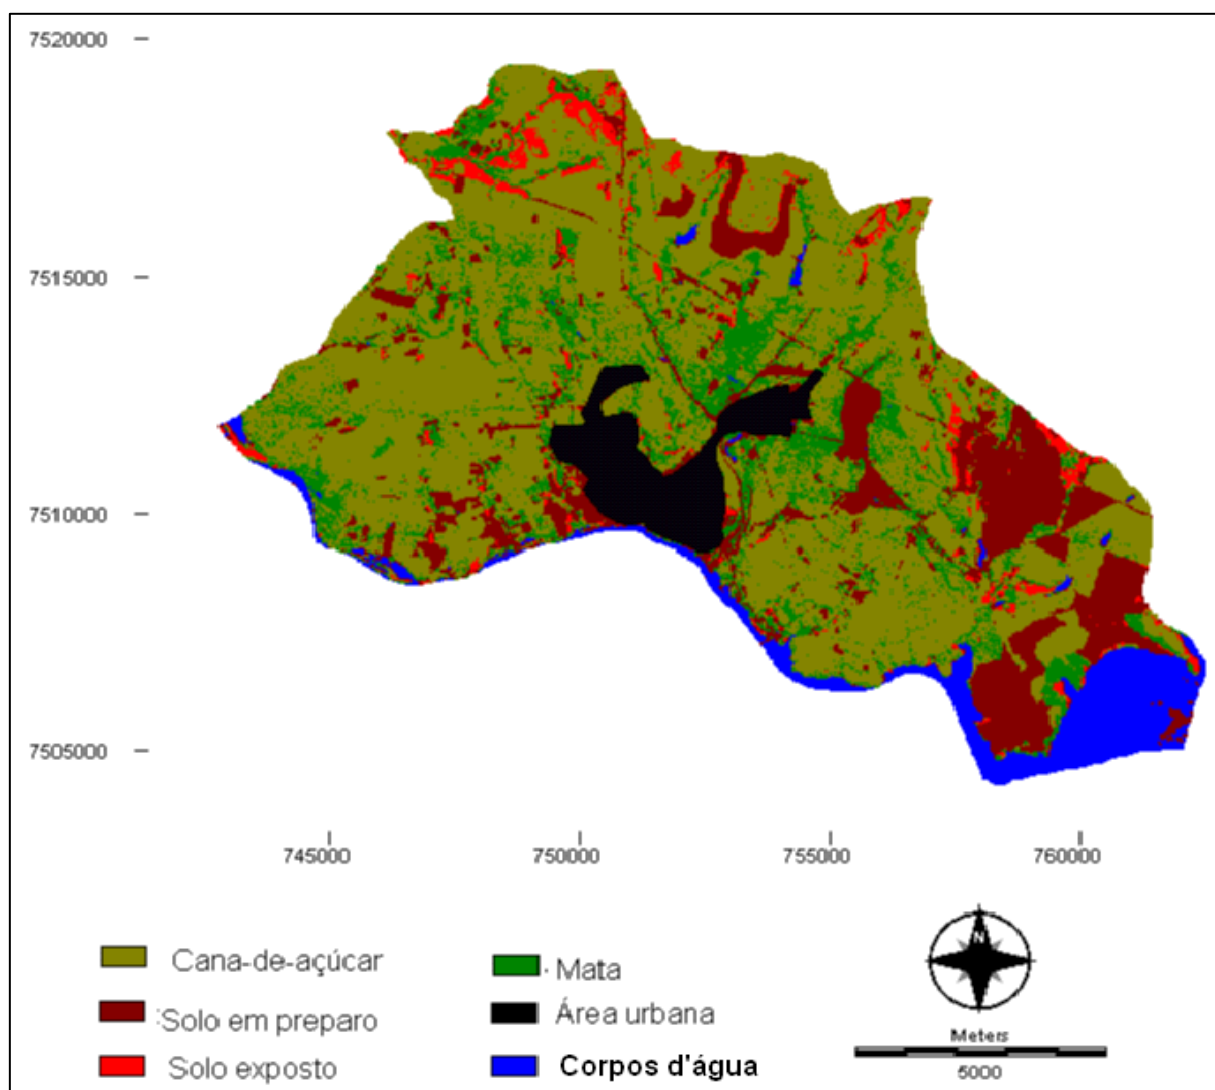 7520000
7515000
7510000
7505000
745000 750000 755000 760000
Cana-de-açúcar
Solo em preparo
Solo exposto
Mata
Área urbana
Corpos d'água
N
Meters
5000